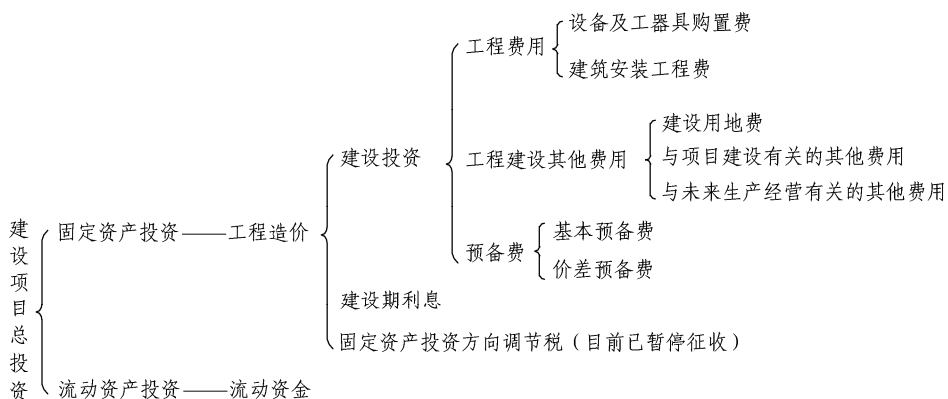 建设项目总投资
固定资产投资——工程造价
建设投资
工程费用
设备及工器具购置费
建筑安装工程费
工程建设其他费用
建设用地费
与项目建设有关的其他费用
与未来生产经营有关的其他费用
预备费
基本预备费
价差预备费
建设期利息
固定资产投资方向调节税（目前已暂停征收）
流动资产投资——流动资金